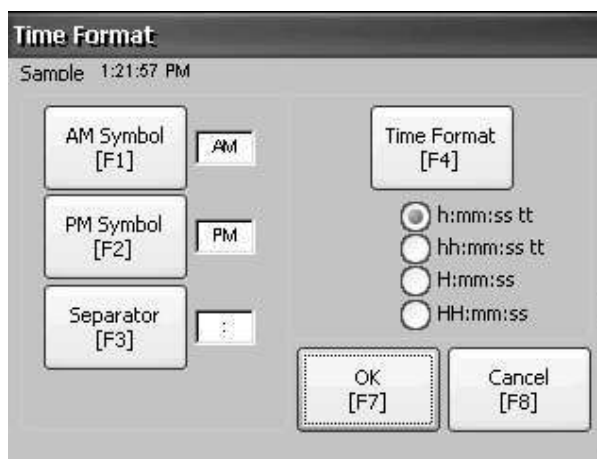 Time Format
Sample 1:21:57 PM
AM Symbol
[F1]
AM
PM Symbol
[F2]
PM
Separator
[F3]
:
Time Format
[F4]
h:mm:ss tt
hh:mm:ss tt
H:mm:ss
HH:mm:ss
OK
[F7]
Cancel
[F8]